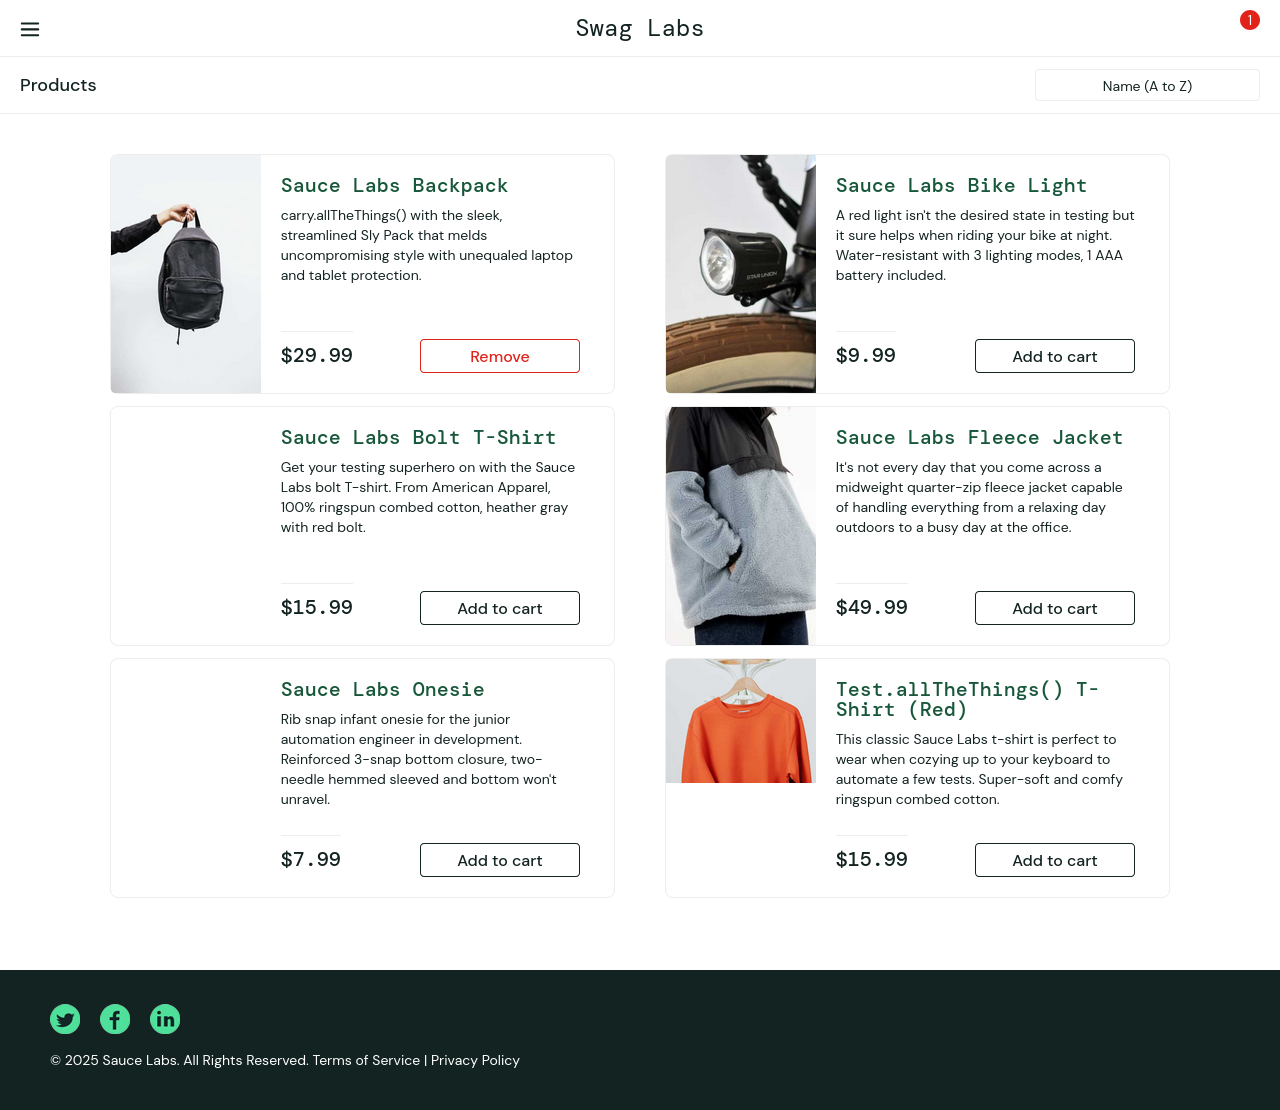 Swag Labs
1
Products
Name (A to Z)
Sauce Labs Backpack
carry.allTheThings() with the sleek,
streamlined Sly Pack that melds
uncompromising style with unequaled laptop
and tablet protection.
$29.99
Remove
Sauce Labs Bike Light
A red light isn't the desired state in testing but
it sure helps when riding your bike at night.
Water-resistant with 3 lighting modes, 1 AAA
battery included.
$9.99
Add to cart
STAR UNION
Sauce Labs Bolt T-Shirt
Get your testing superhero on with the Sauce
Labs bolt T-shirt. From American Apparel,
100% ringspun combed cotton, heather gray
with red bolt.
$15.99
Add to cart
Sauce Labs Fleece Jacket
It's not every day that you come across a
midweight quarter-zip fleece jacket capable
of handling everything from a relaxing day
outdoors to a busy day at the office.
$49.99
Add to cart
Sauce Labs Onesie
Rib snap infant onesie for the junior
automation engineer in development.
Reinforced 3-snap bottom closure, two-
needle hemmed sleeved and bottom won't
unravel.
$7.99
Add to cart
Test.allTheThings() T-
Shirt (Red)
This classic Sauce Labs t-shirt is perfect to
wear when cozying up to your keyboard to
automate a few tests. Super-soft and comfy
ringspun combed cotton.
$15.99
Add to cart
© 2025 Sauce Labs. All Rights Reserved. Terms of Service | Privacy Policy